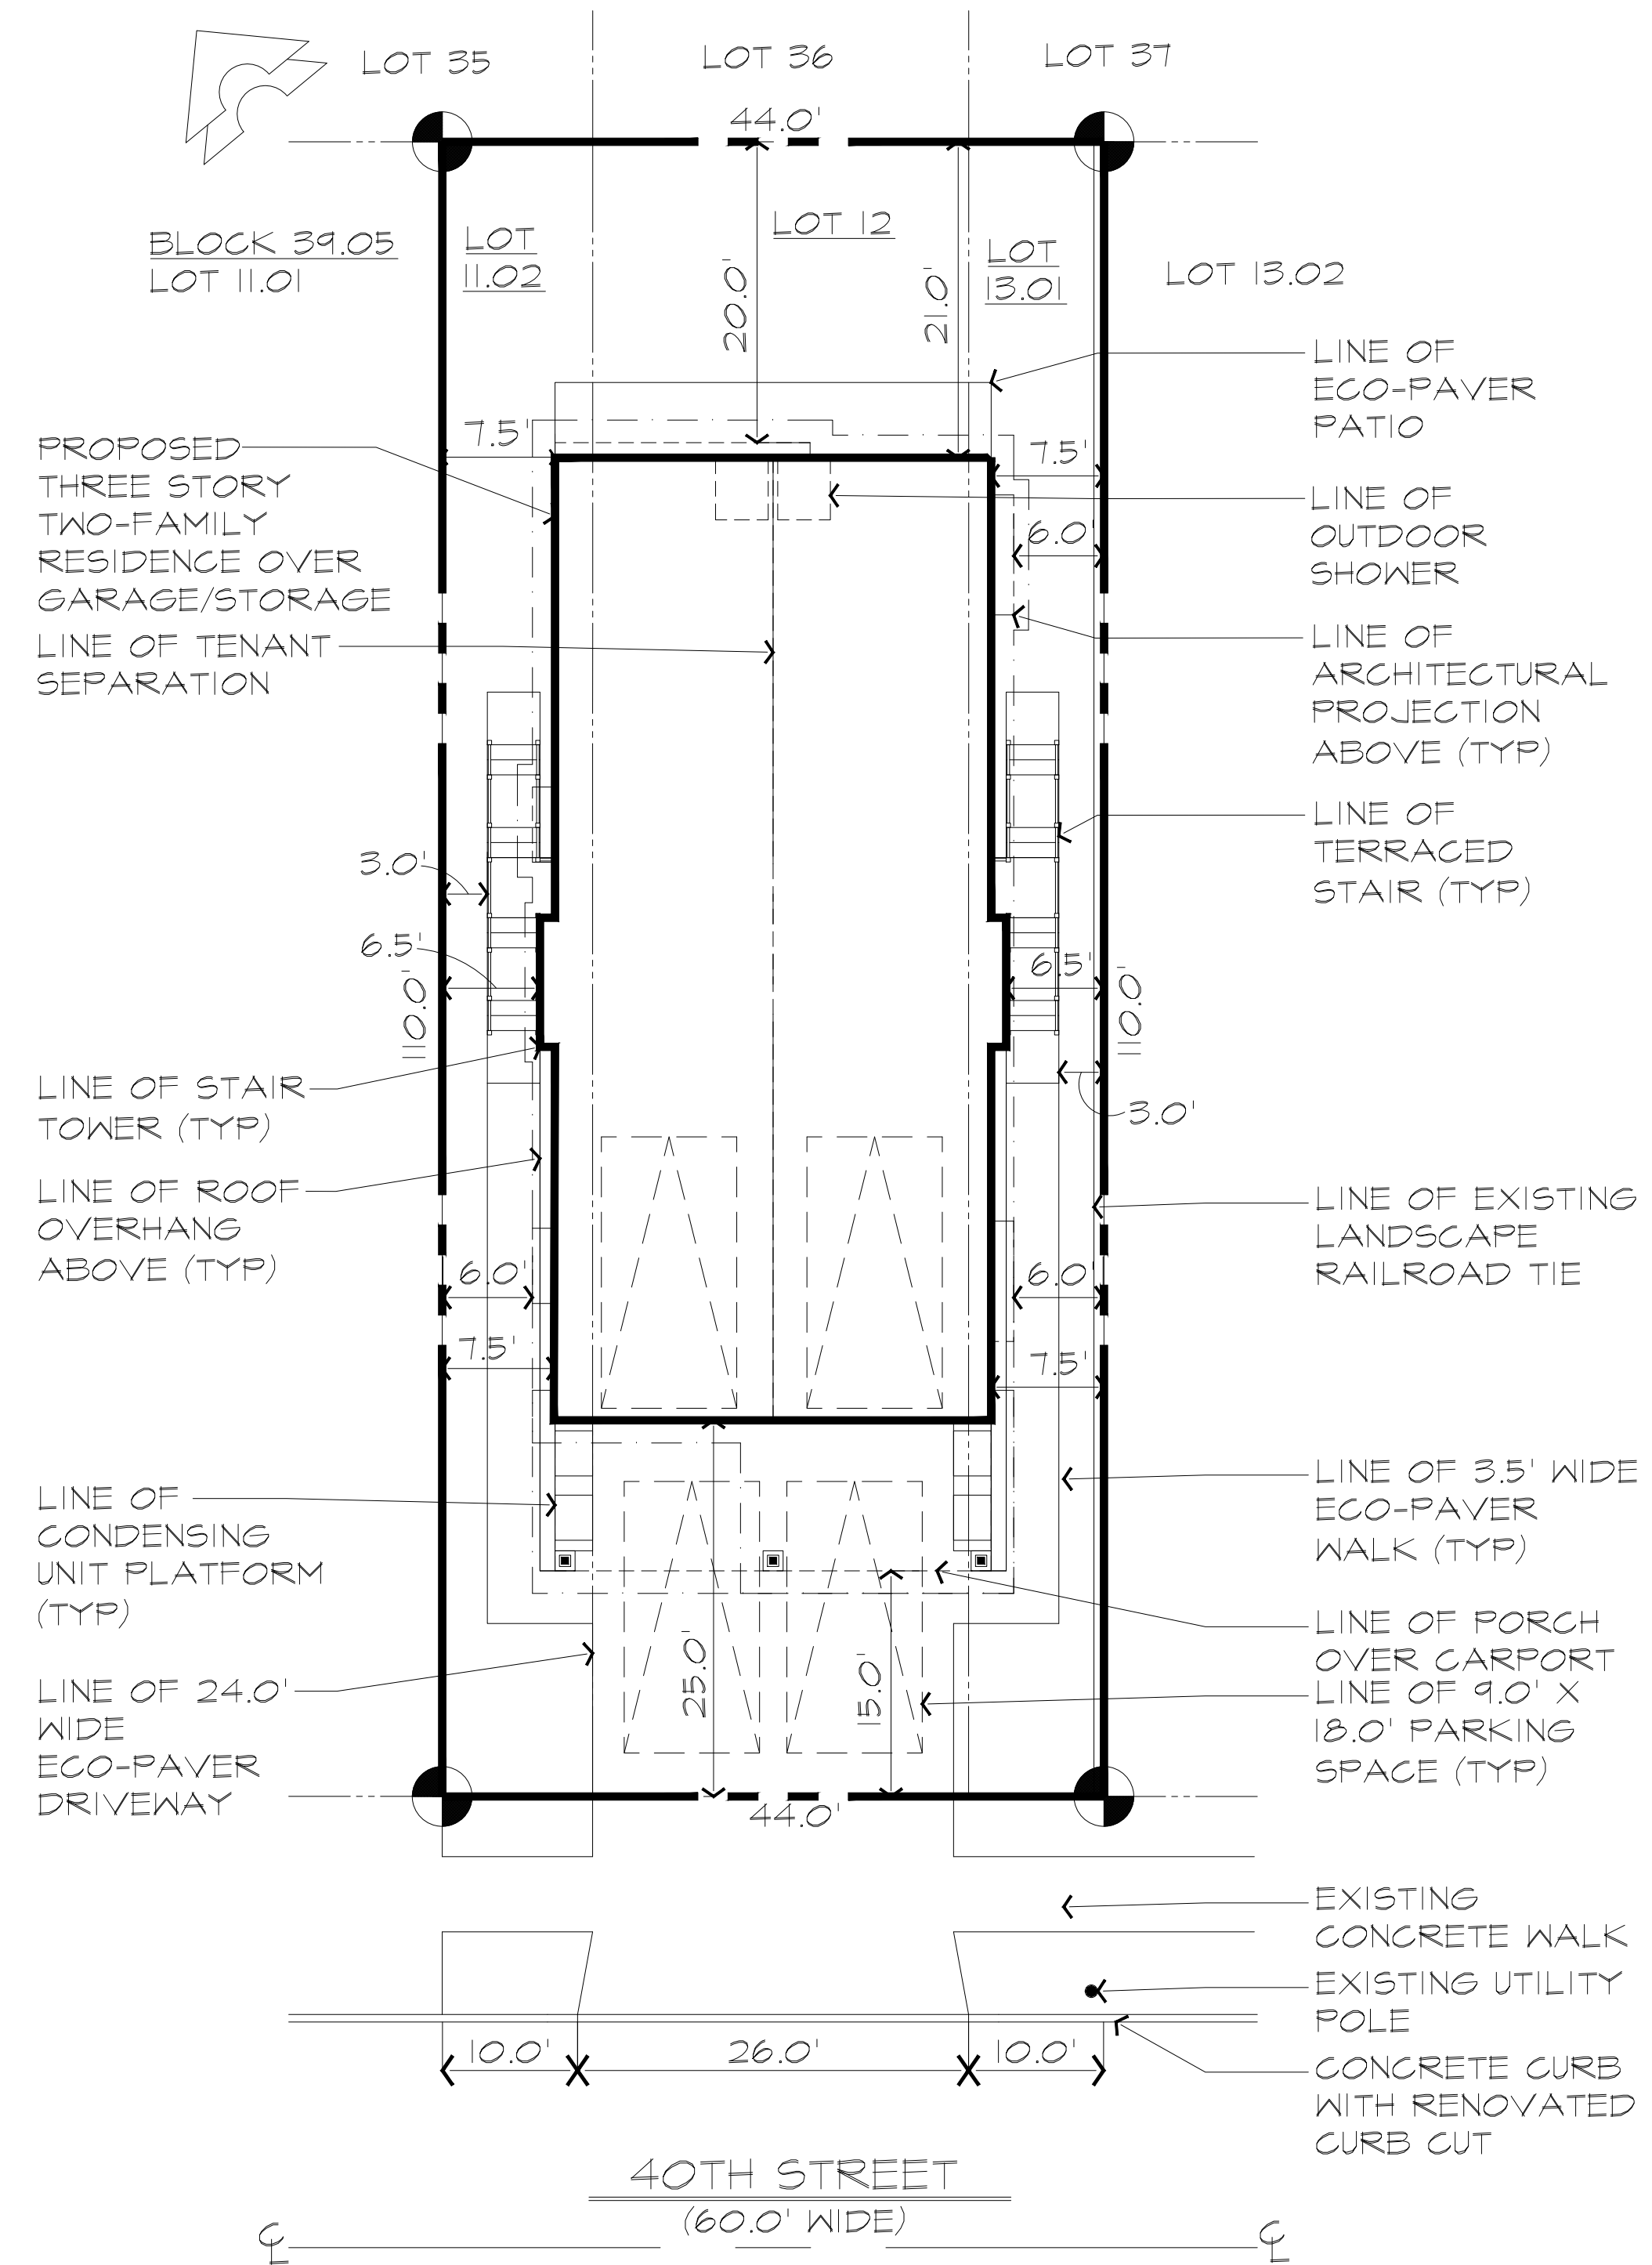 LOT 35
LOT 36
LOT 37
44.0'
BLOCK 39.05
LOT 11.01
LOT
11.02
LOT 12
LOT
13.01
LOT 13.02
20.0'
21.0'
LINE OF
ECO-PAVER
PATIO
7.5'
7.5'
PROPOSED
THREE STORY
TWO-FAMILY
RESIDENCE OVER
GARAGE/STORAGE
LINE OF
OUTDOOR
SHOWER
6.0'
LINE OF TENANT
SEPARATION
LINE OF
ARCHITECTURAL
PROJECTION
ABOVE (TYP)
LINE OF
TERRACED
STAIR (TYP)
3.0'
6.5'
6.5'
110.0'
110.0'
LINE OF STAIR
TOWER (TYP)
3.0'
LINE OF ROOF
OVERHANG
ABOVE (TYP)
LINE OF EXISTING
LANDSCAPE
RAILROAD TIE
6.0'
6.0'
7.5'
7.5'
LINE OF
CONDENSING
UNIT PLATFORM
(TYP)
LINE OF 3.5' WIDE
ECO-PAVER
WALK (TYP)
LINE OF PORCH
OVER CARPORT
25.0'
15.0'
LINE OF 24.0'
WIDE
ECO-PAVER
DRIVEWAY
LINE OF 9.0' X
18.0' PARKING
SPACE (TYP)
44.0'
EXISTING
CONCRETE WALK
EXISTING UTILITY
POLE
10.0'
26.0'
10.0'
CONCRETE CURB
WITH RENOVATED
CURB CUT
40TH STREET
(60.0' WIDE)
℄
℄